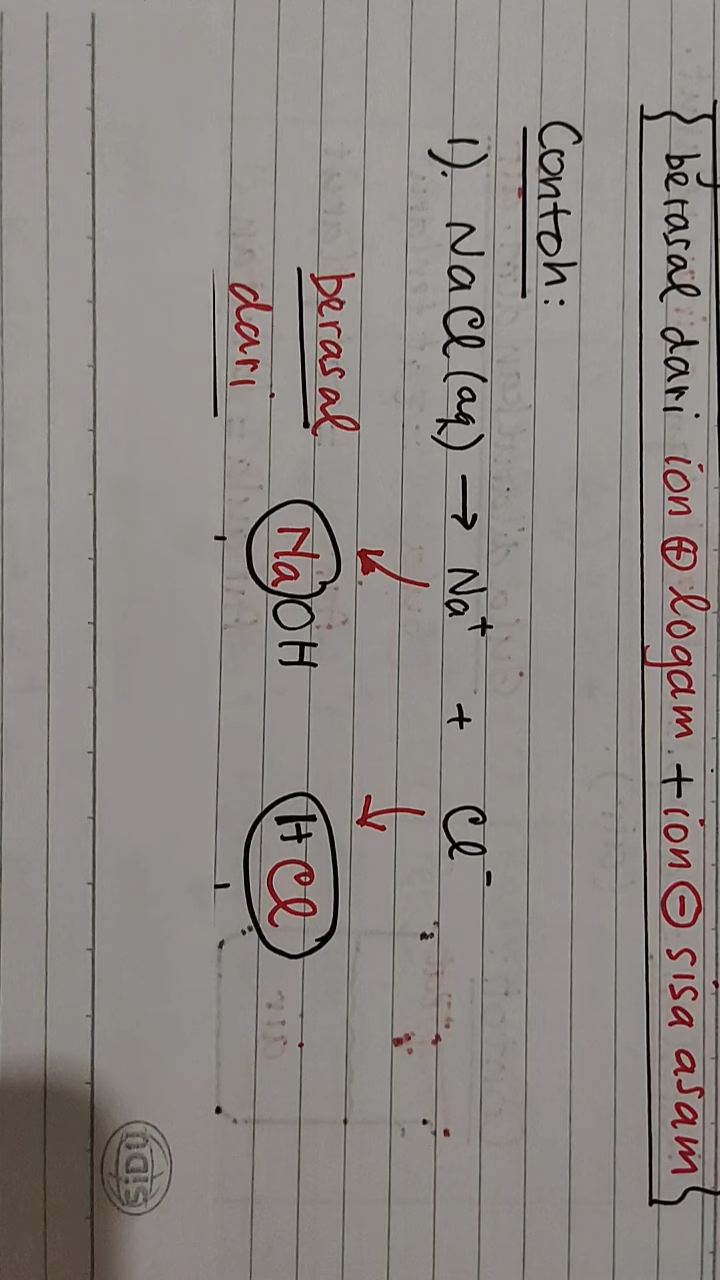 { berasal dari ion ⊕ logam + ion ⊖ sisa asam }
Contoh:
1). NaCl (aq) → Na⁺ + Cl⁻
berasal
dari
NaOH HCl
SiDU